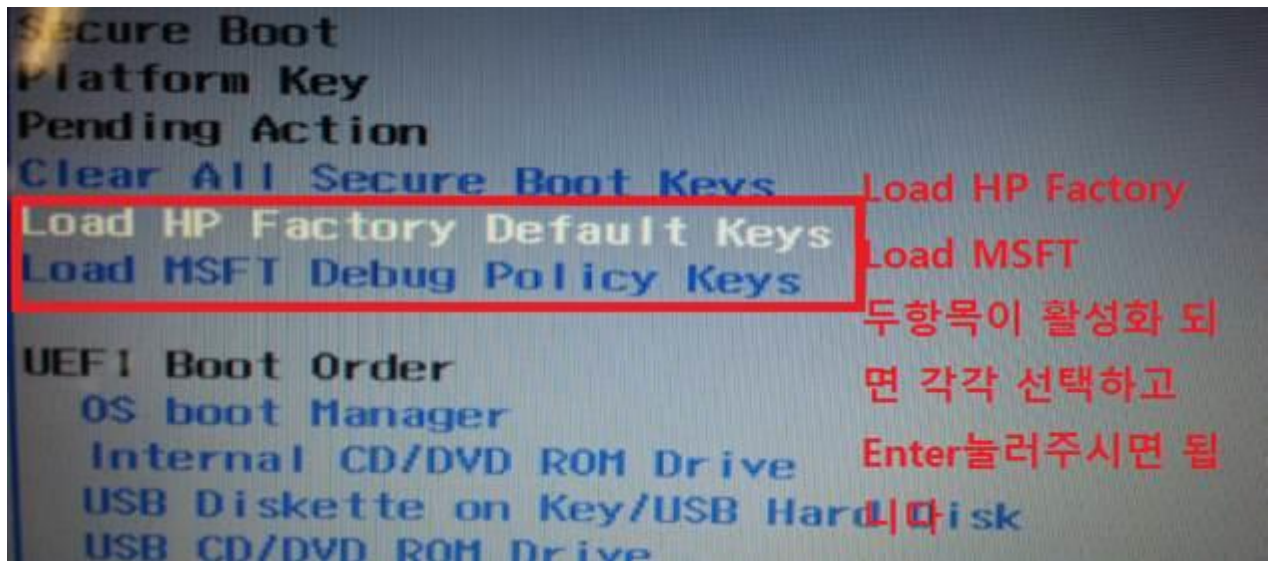 Secure Boot
Platform Key
Pending Action
Clear All Secure Boot Keys
Load HP Factory Default Keys
Load MSFT Debug Policy Keys
UEFI Boot Order
OS boot Manager
Internal CD/DVD ROM Drive
USB Diskette on Key/USB Hard Disk
USB CD/DVD ROM Drive
Load HP Factory
Load MSFT
두항목이 활성화 되
면 각각 선택하고
Enter눌러주시면 됩
니다